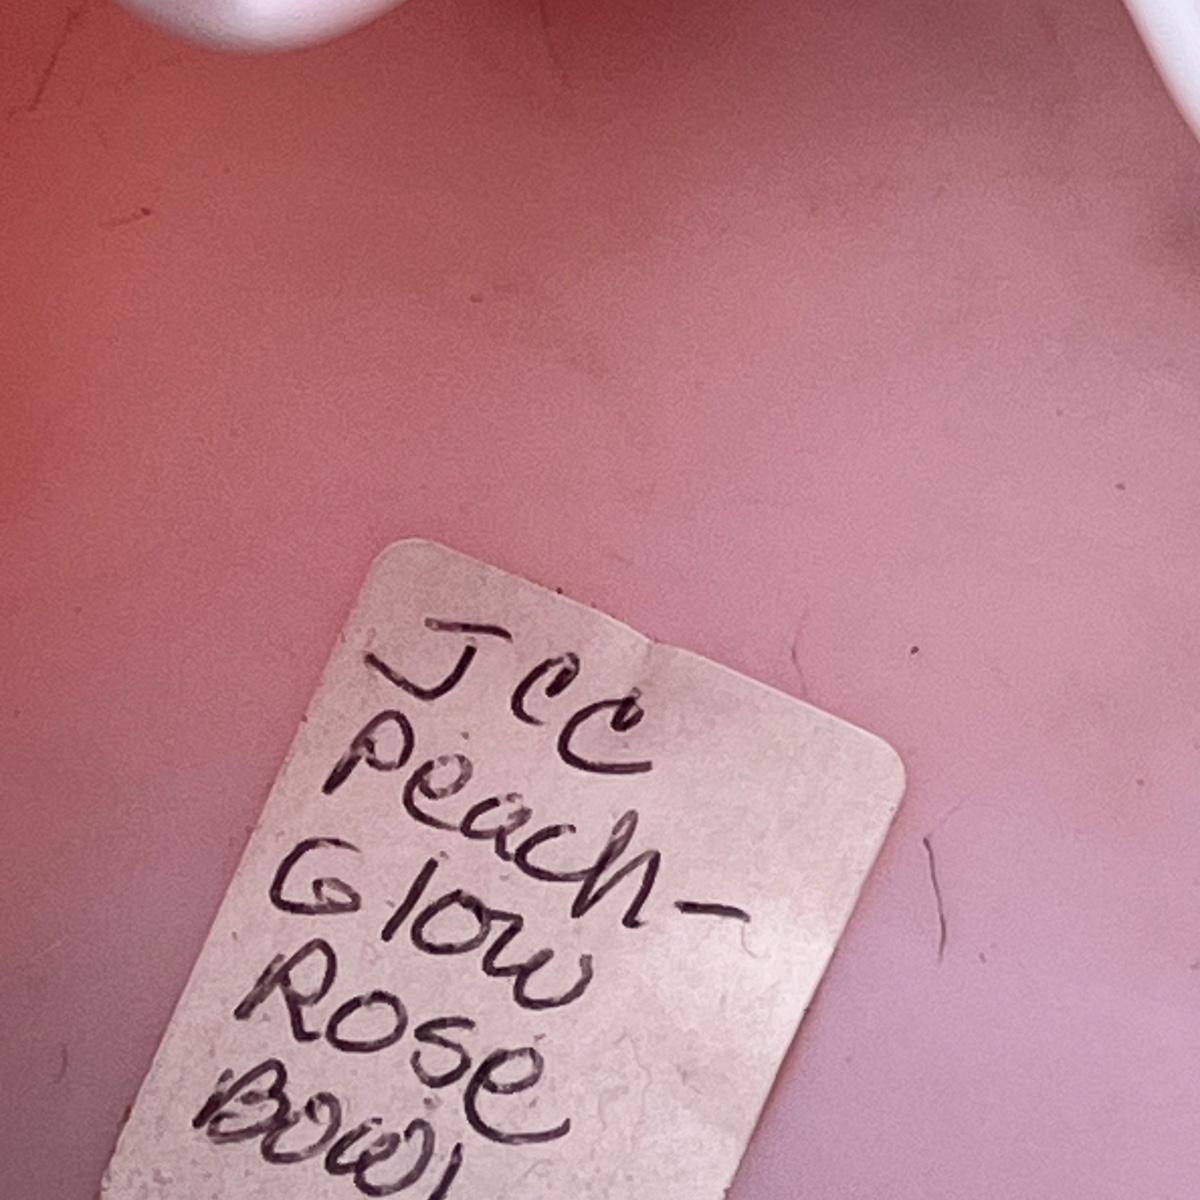 JCC
Peach-
Glow
Rose
Bowl